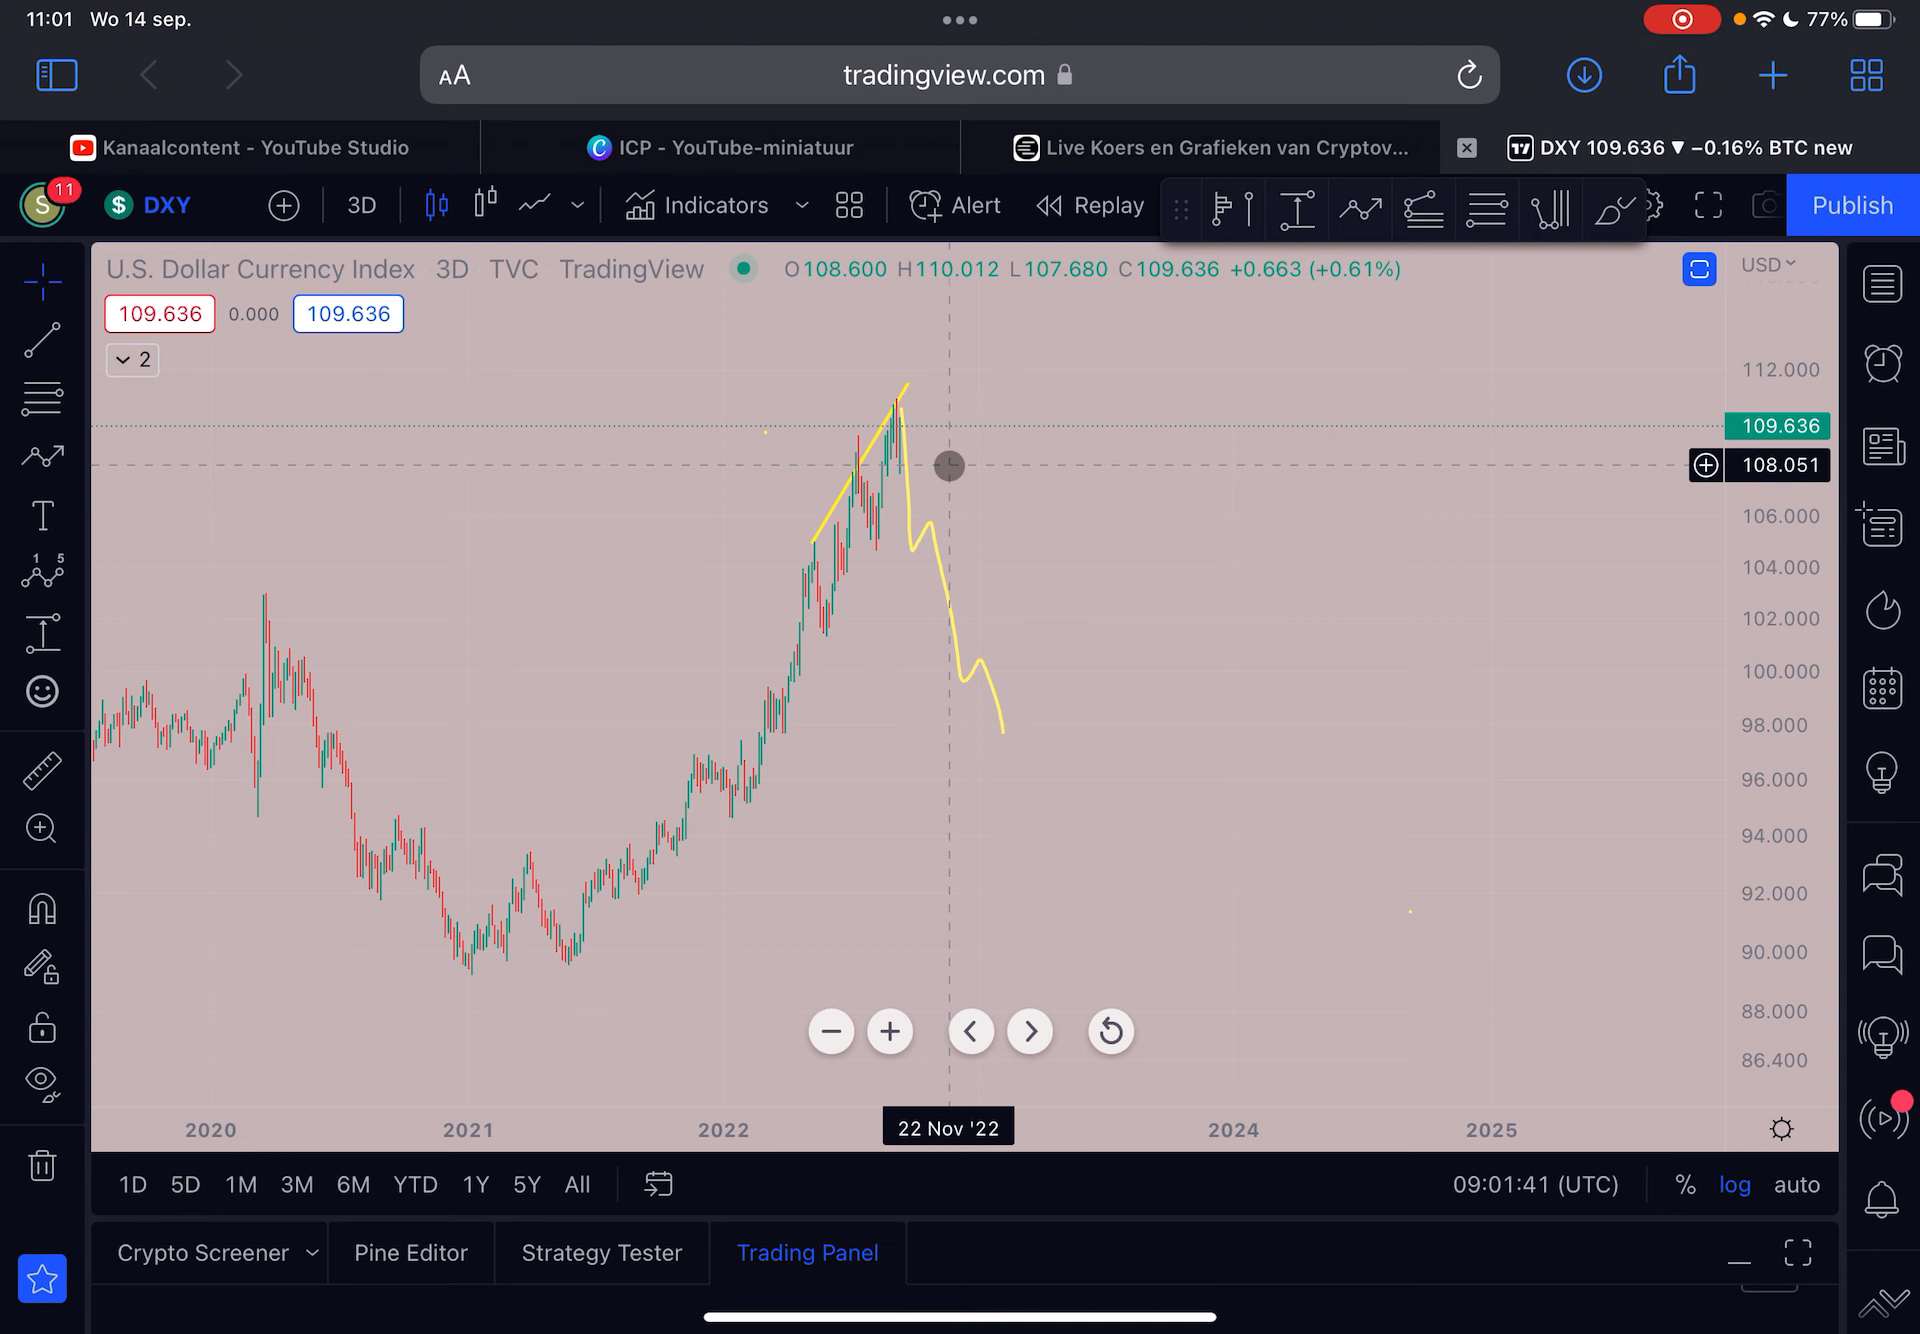 11:01 Wo 14 sep.
77%
AA
tradingview.com
Kanaalcontent - YouTube Studio
ICP - YouTube-miniatuur
Live Koers en Grafieken van Cryptov...
DXY 109.636 ▼ −0.16% BTC new
S
11
$ DXY
3D
Indicators
Alert
Replay
Publish
U.S. Dollar Currency Index 3D TVC TradingView
O108.600 H110.012 L107.680 C109.636 +0.663 (+0.61%)
USD
109.636
0.000
109.636
2
112.000
109.636
108.051
106.000
104.000
102.000
100.000
98.000
96.000
94.000
92.000
90.000
88.000
86.400
T
1 5
2020
2021
2022
22 Nov '22
2024
2025
1D 5D 1M 3M 6M YTD 1Y 5Y All
09:01:41 (UTC)
% log auto
Crypto Screener
Pine Editor
Strategy Tester
Trading Panel